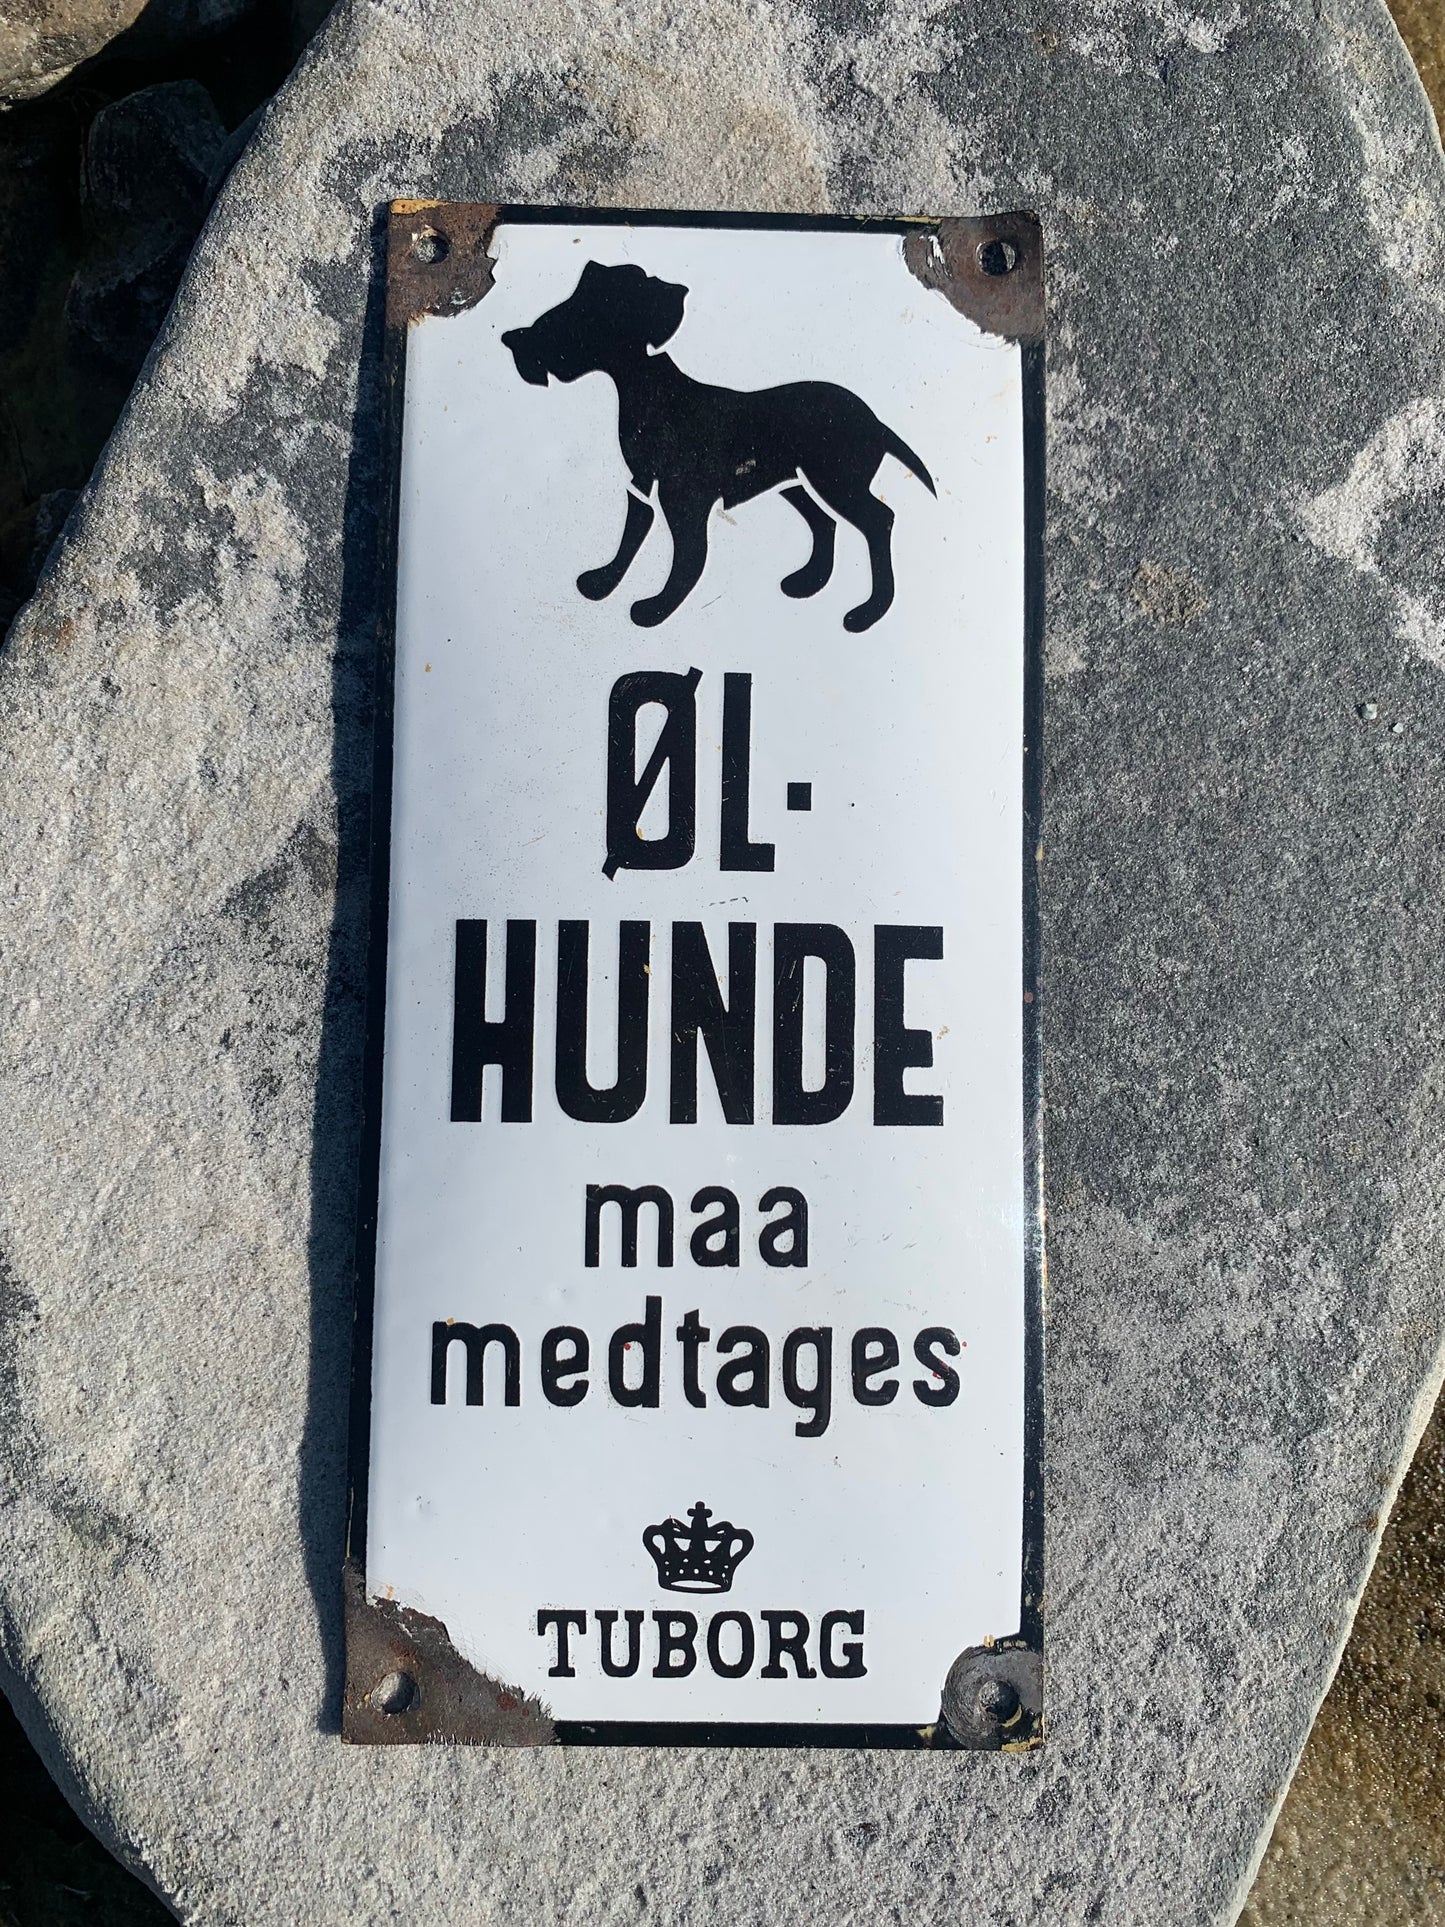 ØL-
HUNDE
maa
medtages
TUBORG